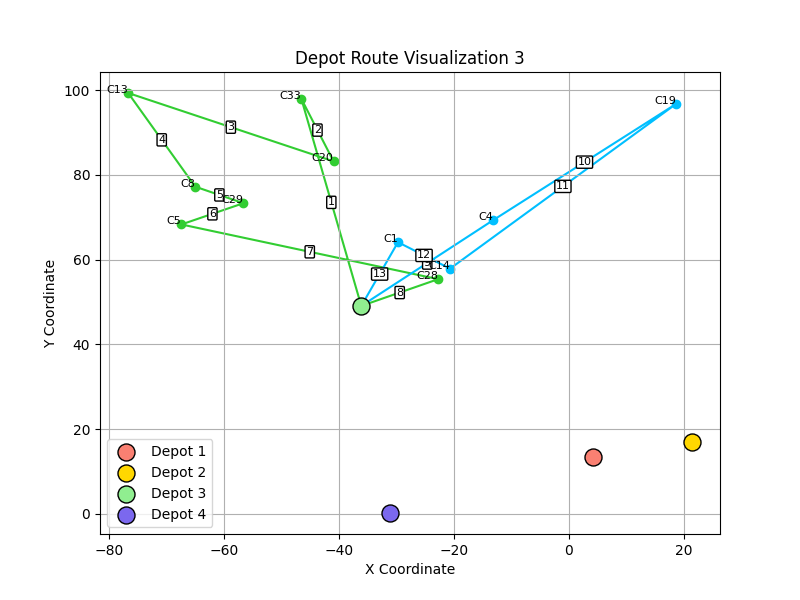 Depot Route Visualization 3
Y Coordinate
100
80
60
40
20
0
C13
C33
C19
C20
C8
C29
C5
C4
C1
C14
C28
1
2
3
4
5
6
7
8
10
11
12
13
Depot 1
Depot 2
Depot 3
Depot 4
−80
−60
−40
−20
0
20
X Coordinate